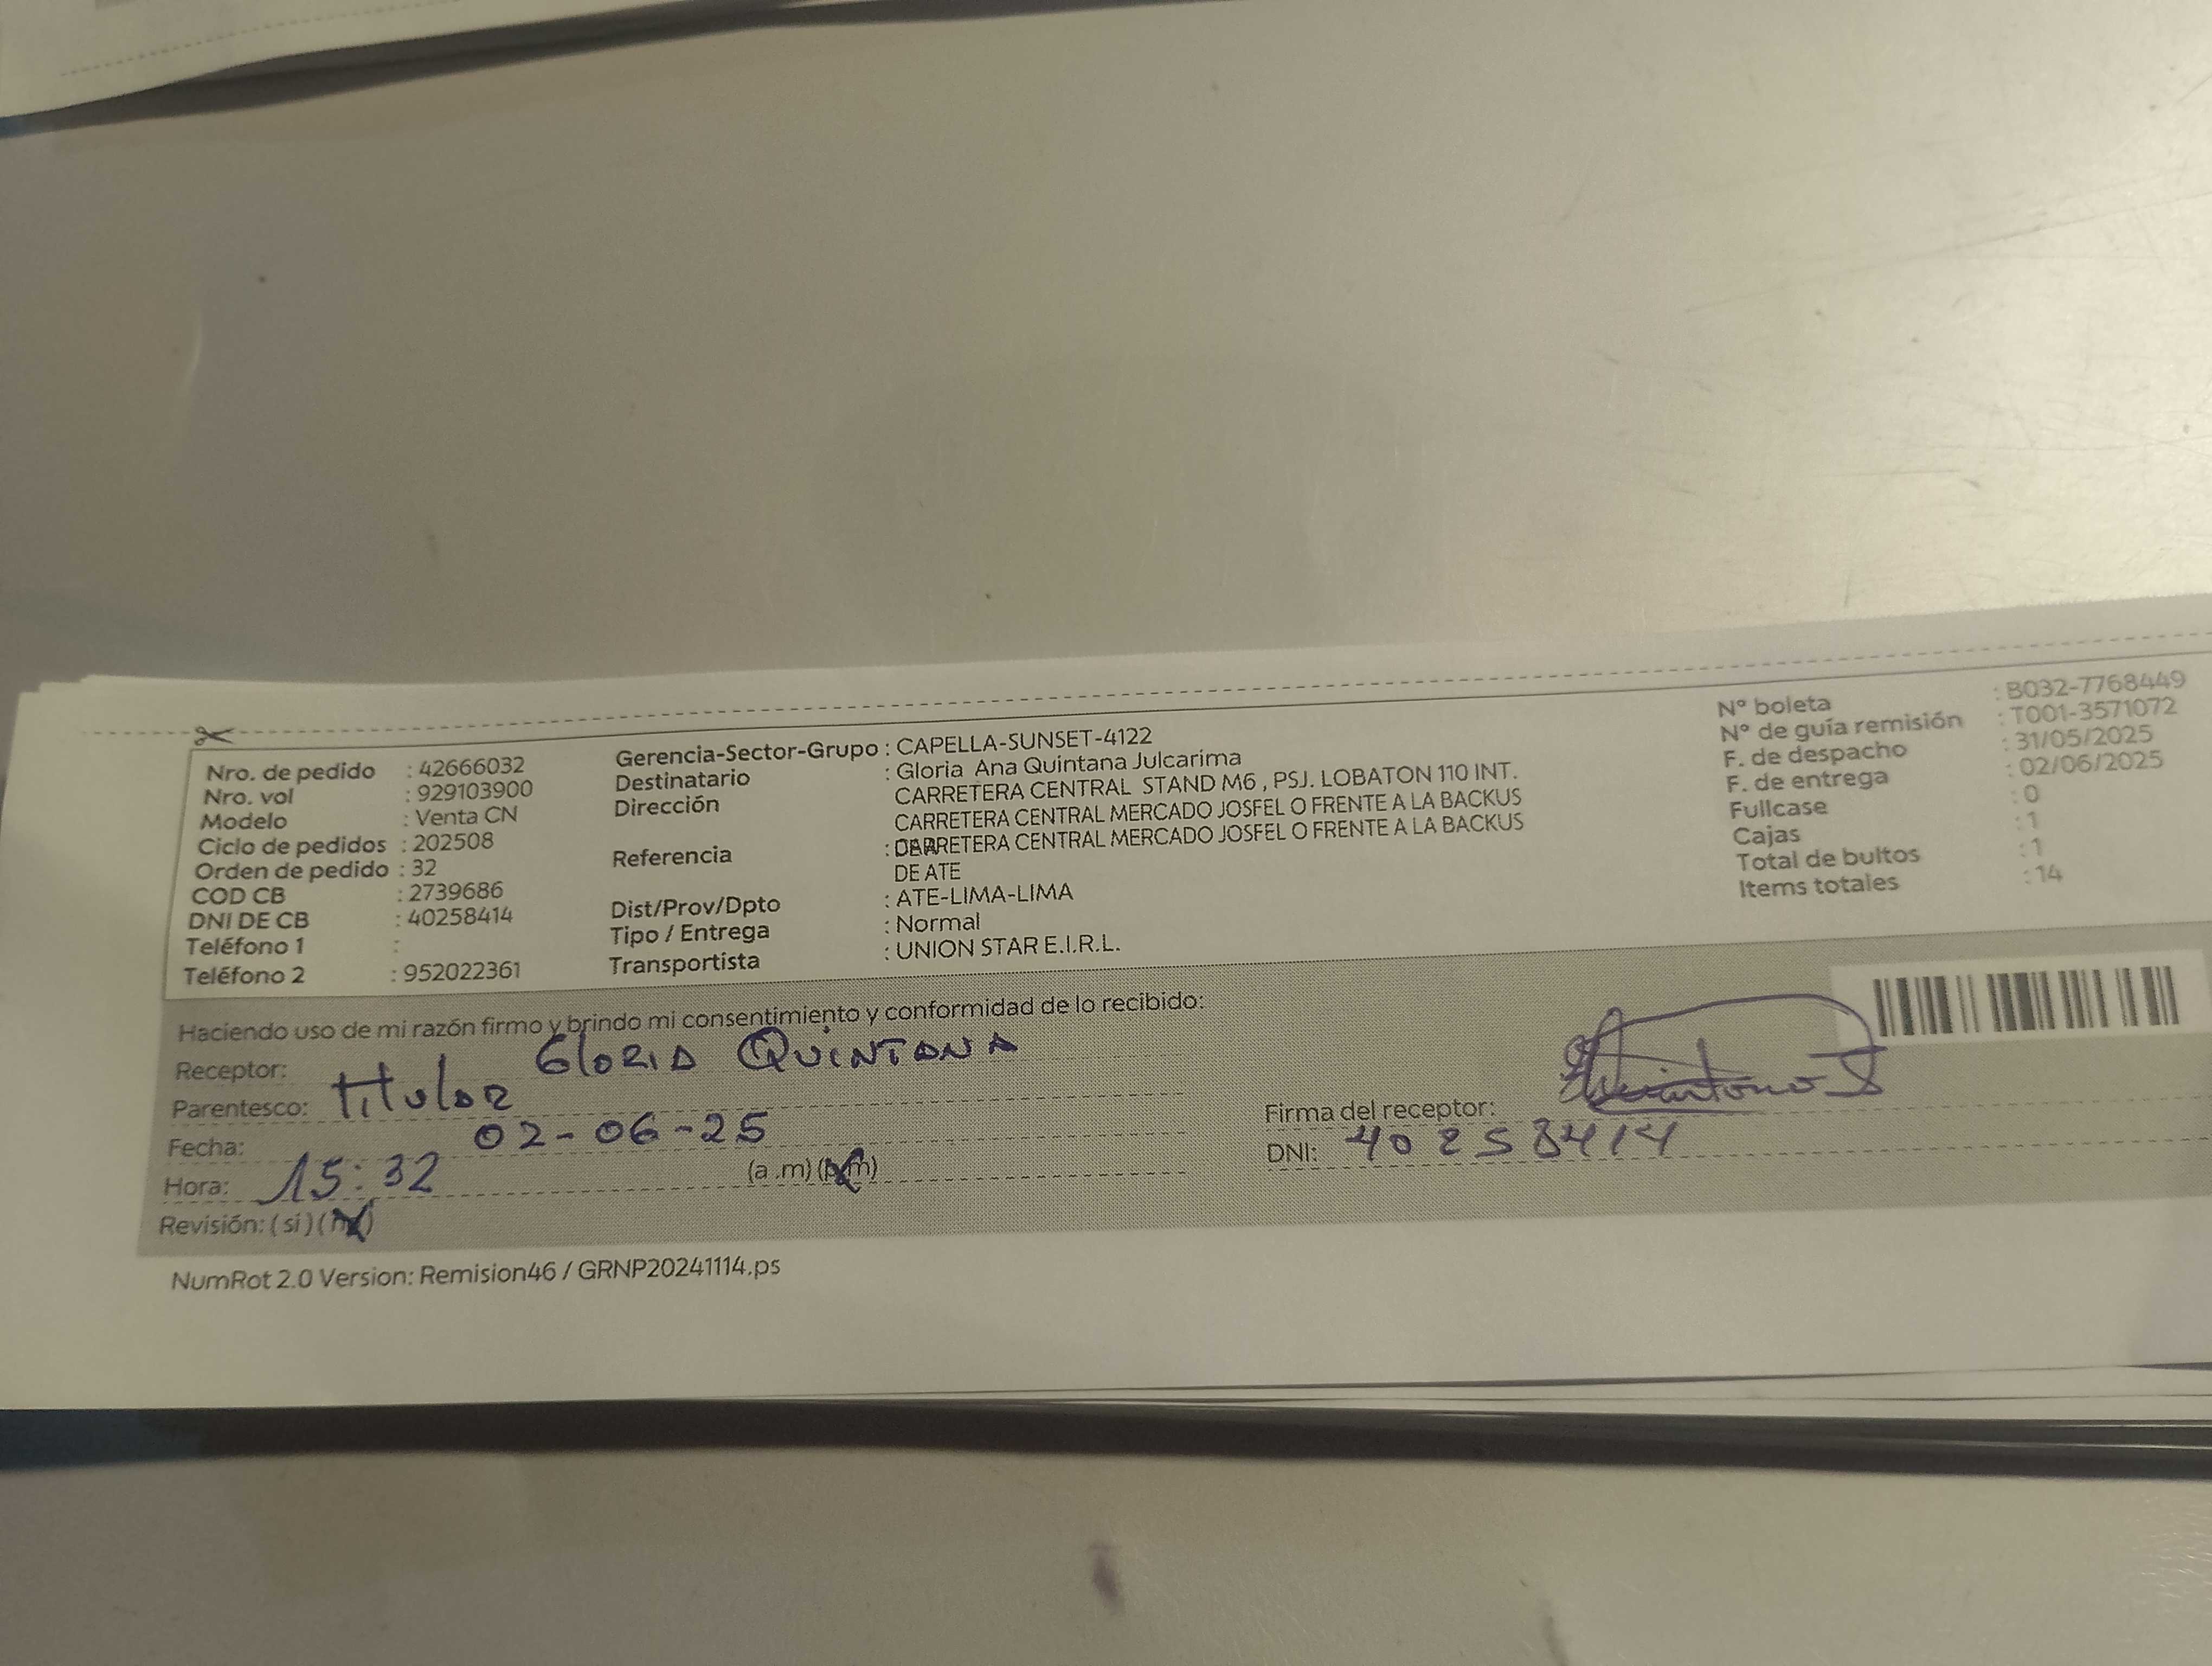 Nro. de pedido : 42666032
Nro. vol : 929103900
Modelo : Venta CN
Ciclo de pedidos : 202508
Orden de pedido : 32
COD CB : 2739686
DNI DE CB : 40258414
Teléfono 1 :
Teléfono 2 : 952022361
Gerencia-Sector-Grupo : CAPELLA-SUNSET-4122
Destinatario : Gloria Ana Quintana Julcarima
Dirección CARRETERA CENTRAL STAND M6 , PSJ. LOBATON 110 INT.
CARRETERA CENTRAL MERCADO JOSFEL O FRENTE A LA BACKUS
Referencia : CARRETERA CENTRAL MERCADO JOSFEL O FRENTE A LA BACKUS
DE ATE
Dist/Prov/Dpto : ATE-LIMA-LIMA
Tipo / Entrega : Normal
Transportista : UNION STAR E.I.R.L.
N° boleta : B032-7768449
N° de guía remisión : T001-3571072
F. de despacho : 31/05/2025
F. de entrega : 02/06/2025
Fullcase : 0
Cajas : 1
Total de bultos : 1
Items totales : 14
Haciendo uso de mi razón firmo y brindo mi consentimiento y conformidad de lo recibido:
Receptor: GLORIA QUINTANA
Parentesco: titular
Fecha: 02-06-25
Hora: 15:32 (a .m) (p.m)
Revisión: (si) (no)
Firma del receptor: Quintana J
DNI: 40258414
NumRot 2.0 Version: Remision46 / GRNP20241114.ps